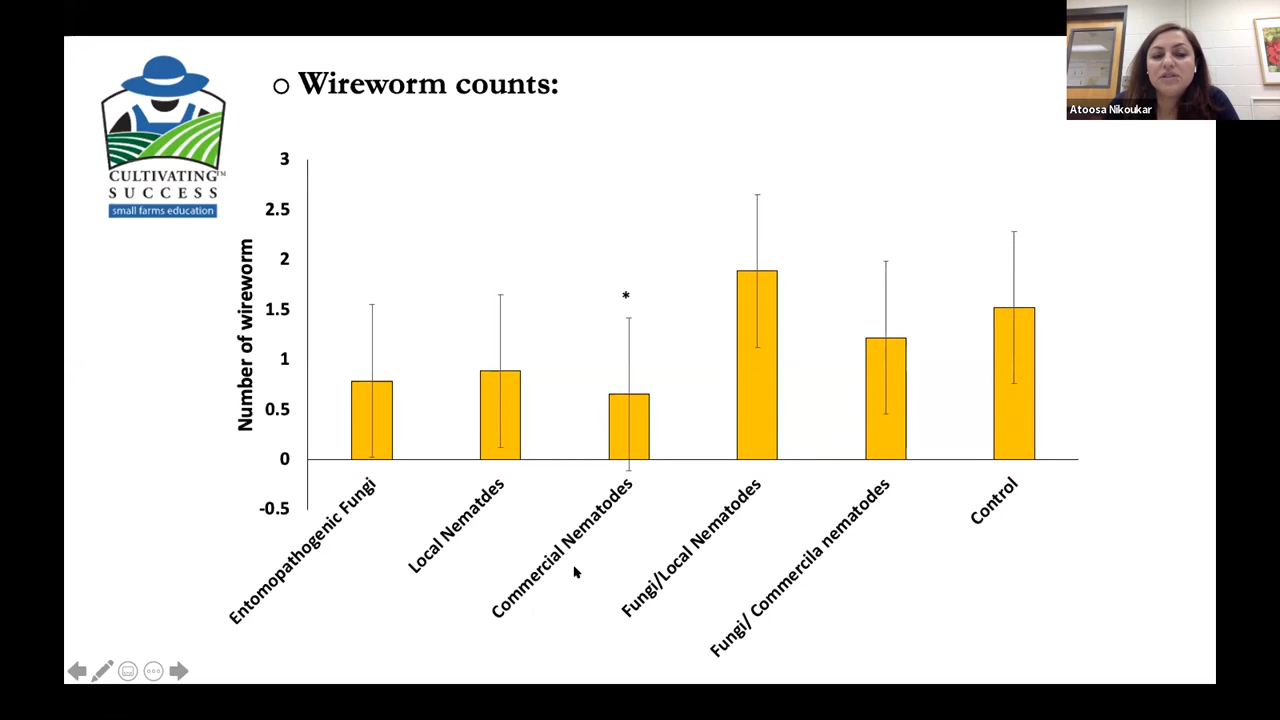 Wireworm counts:
Atoosa Nikoukar
CULTIVATING™
SUCCESS
small farms education
Number of wireworm
3
2.5
2
1.5
1
0.5
0
-0.5
*
Entomopathogenic Fungi
Local Nematdes
Commercial Nematodes
Fungi/Local Nematodes
Fungi/ Commercila nematodes
Control